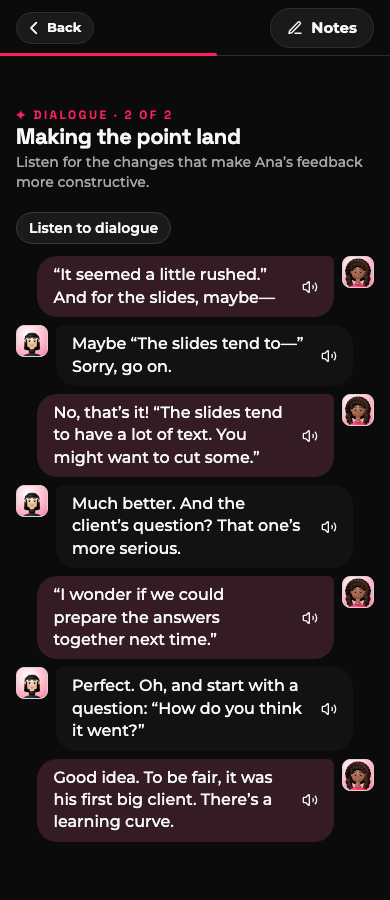 Back
Notes
DIALOGUE · 2 OF 2
Making the point land
Listen for the changes that make Ana's feedback
more constructive.
Listen to dialogue
“It seemed a little rushed.”
And for the slides, maybe—
Maybe “The slides tend to—”
Sorry, go on.
No, that’s it! “The slides tend
to have a lot of text. You
might want to cut some.”
Much better. And the
client’s question? That one’s
more serious.
“I wonder if we could
prepare the answers
together next time.”
Perfect. Oh, and start with a
question: “How do you think
it went?”
Good idea. To be fair, it was
his first big client. There’s a
learning curve.